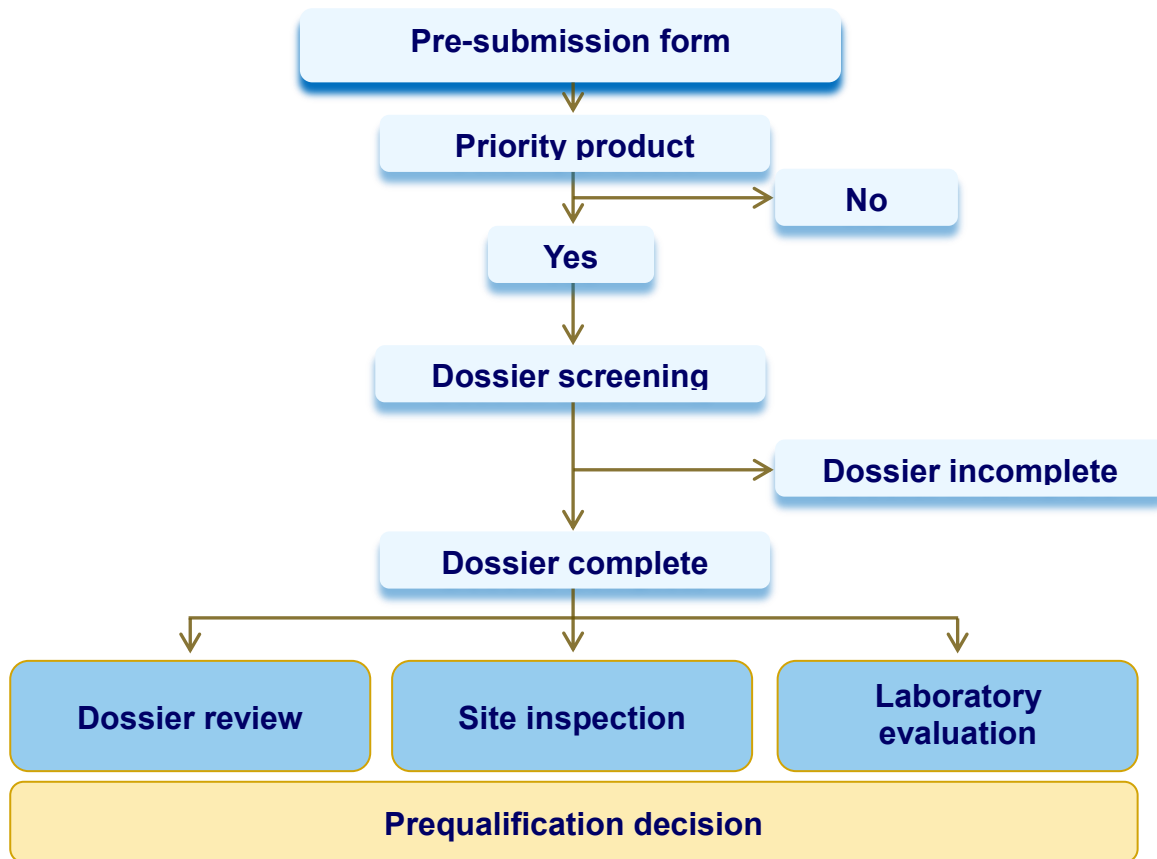 Pre-submission form
Priority product
No
Yes
Dossier screening
Dossier incomplete
Dossier complete
Dossier review
Site inspection
Laboratory
evaluation
Prequalification decision